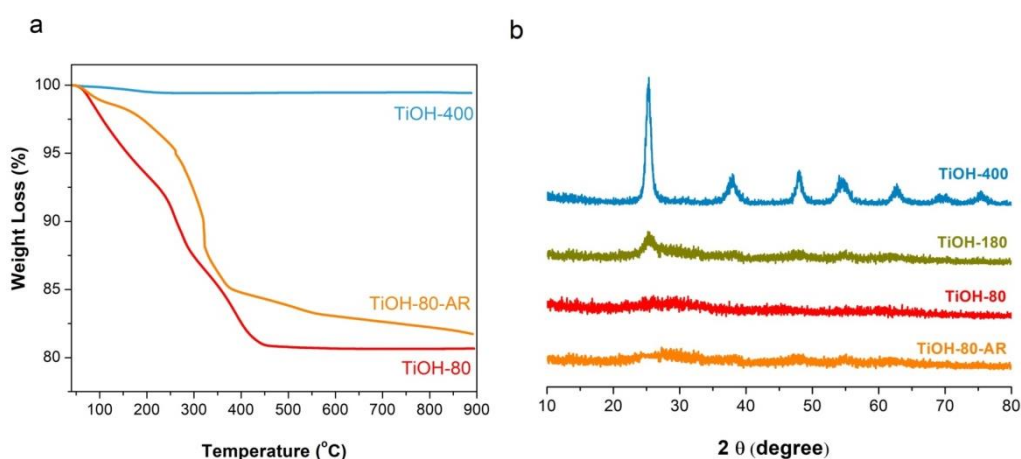 a
100
95
90
85
80
Weight Loss (%)
TiOH-400
TiOH-80-AR
TiOH-80
100 200 300 400 500 600 700 800 900
Temperature (°C)
b
TiOH-400
TiOH-180
TiOH-80
TiOH-80-AR
10 20 30 40 50 60 70 80
2 θ (degree)